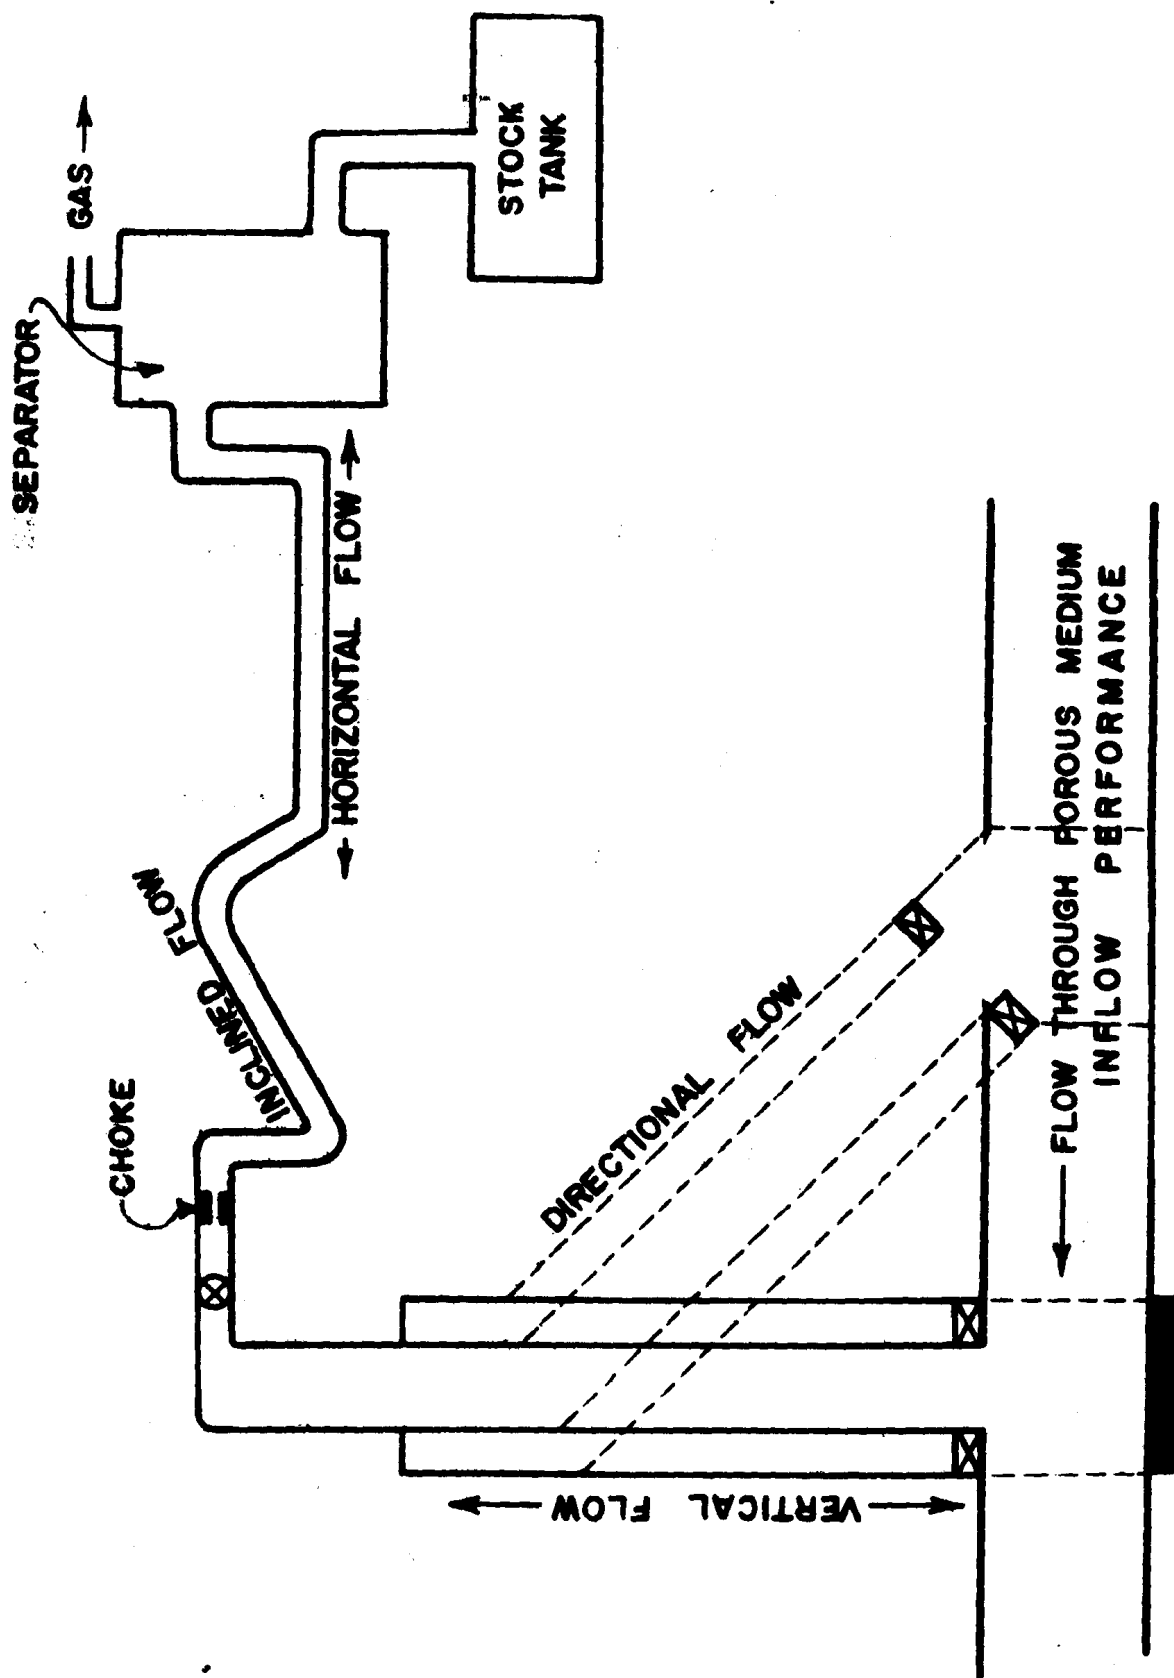 CHOKE
INCLINED FLOW
SEPARATOR
GAS
HORIZONTAL FLOW
STOCK
TANK
VERTICAL FLOW
DIRECTIONAL FLOW
FLOW THROUGH POROUS MEDIUM
INFLOW PERFORMANCE